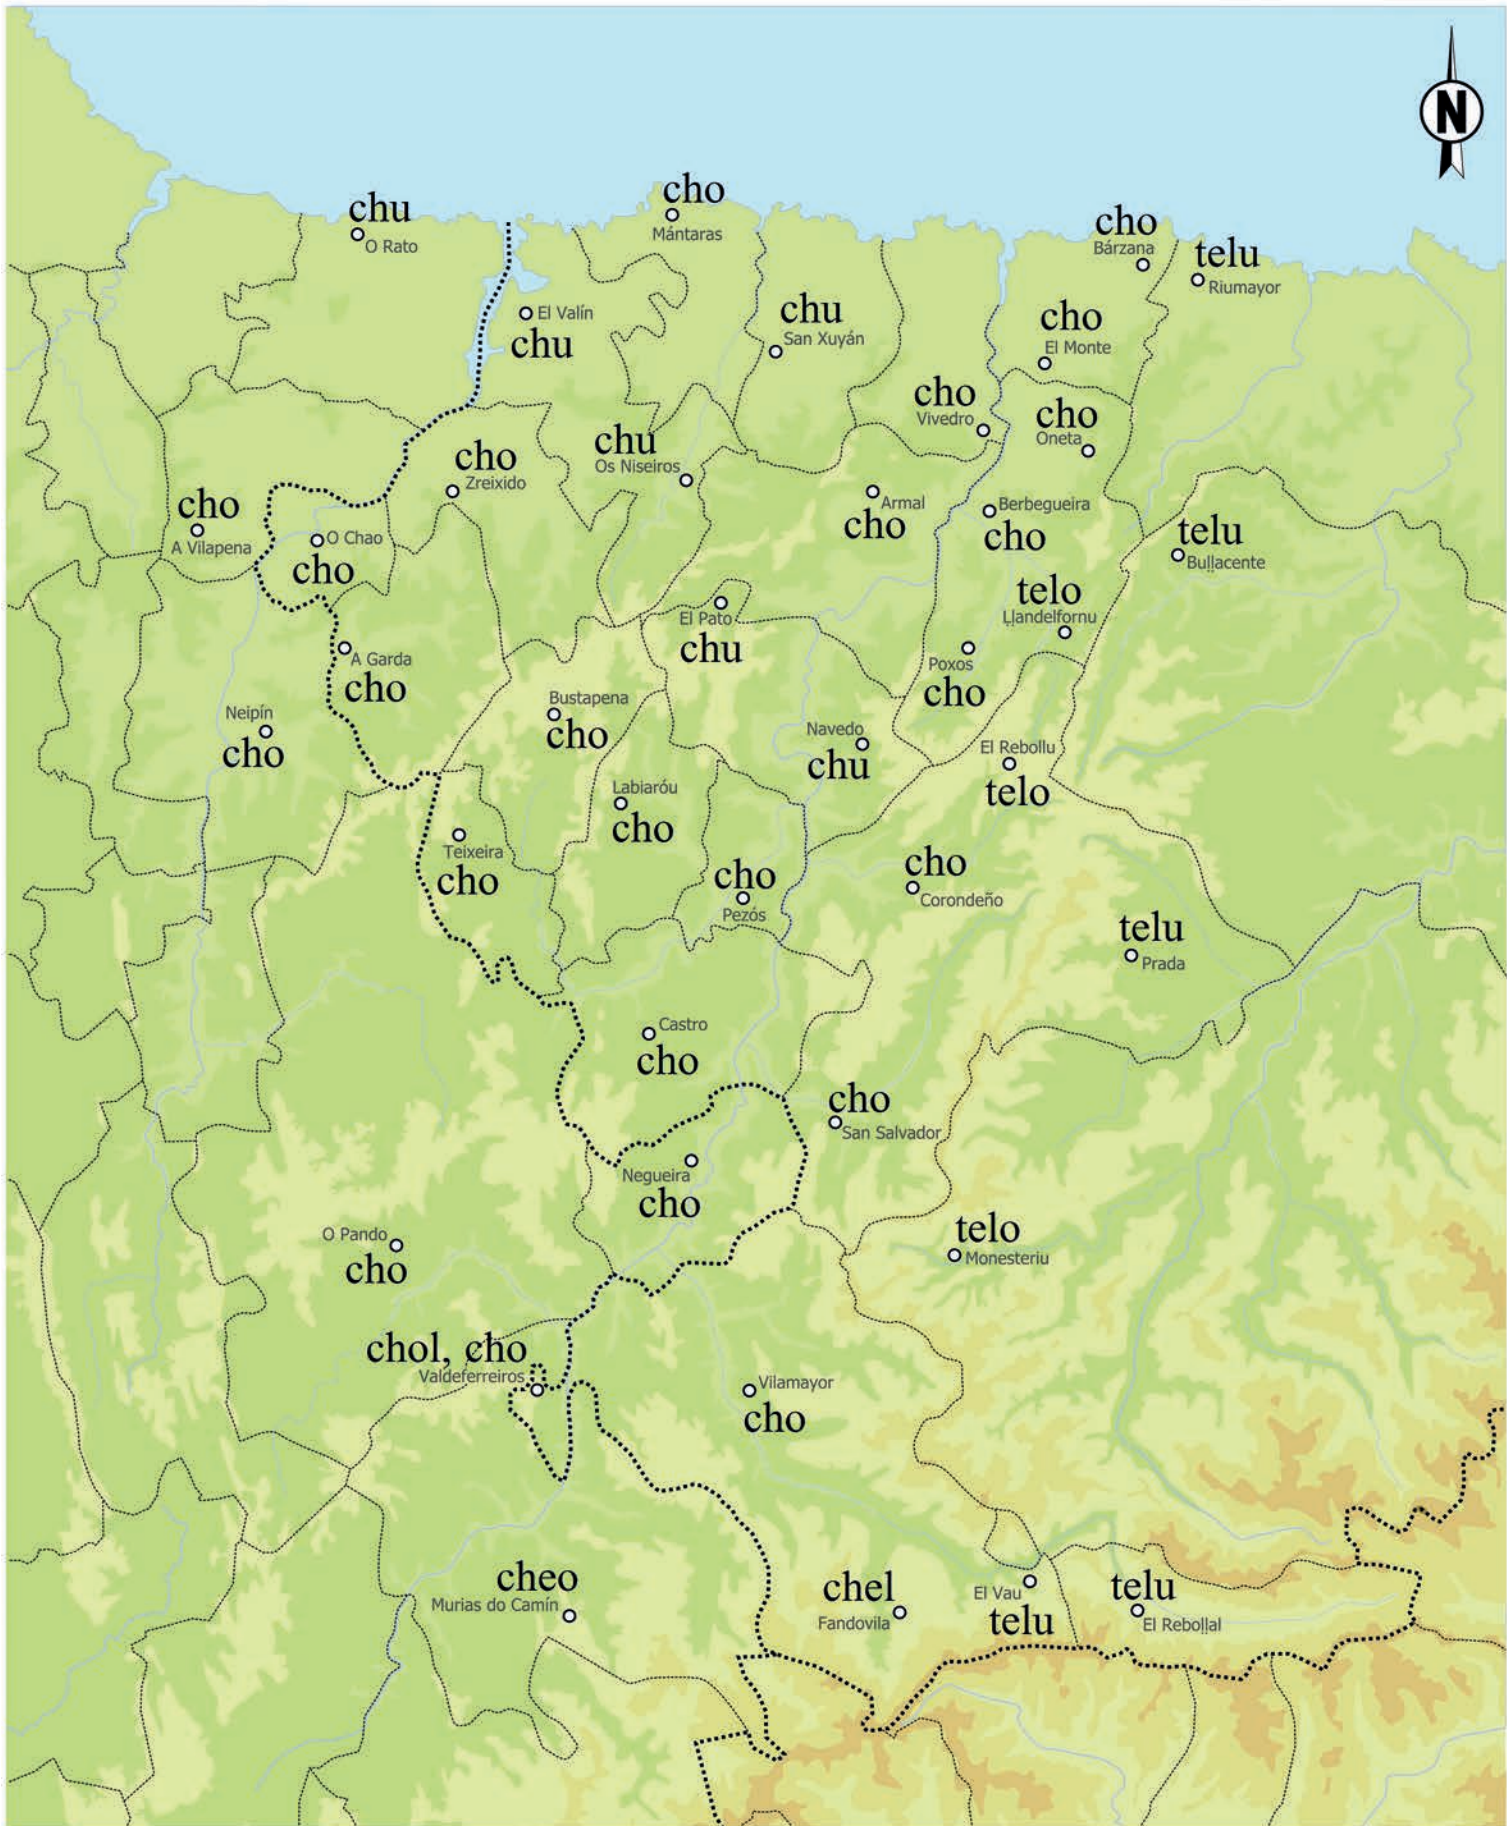 N
chu
O Rato
cho
Mántaras
cho
Bárzana
telu
Riumayor
El Valín
chu
chu
San Xuyán
cho
El Monte
cho
Vivedro
cho
Oneta
chu
Os Niseiros
cho
Zreixido
cho
A Vilapena
O Chao
cho
Armal
cho
Berbegueira
cho
telu
Buḷḷacente
telo
Ḷḷandelfornu
El Pato
chu
A Garda
cho
Poxos
cho
Bustapena
cho
Neipín
cho
Navedo
chu
El Rebollu
telo
Labiaróu
cho
Teixeira
cho
cho
Pezós
cho
Corondeño
telu
Prada
Castro
cho
cho
San Salvador
Negueira
cho
O Pando
cho
telo
Monesteriu
chol, cho
Valdeferreiros
Vilamayor
cho
cheo
Murias do Camín
chel
Fandovila
El Vau
telu
telu
El Reboḷḷal